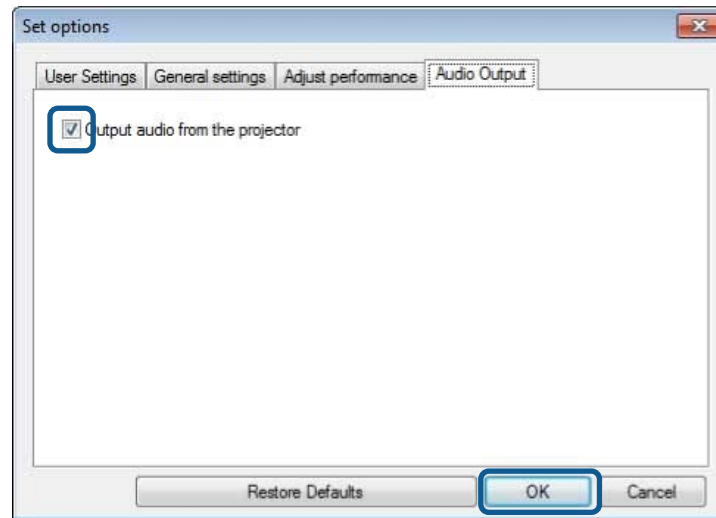 Set options
User Settings General settings Adjust performance Audio Output
Output audio from the projector
Restore Defaults OK Cancel